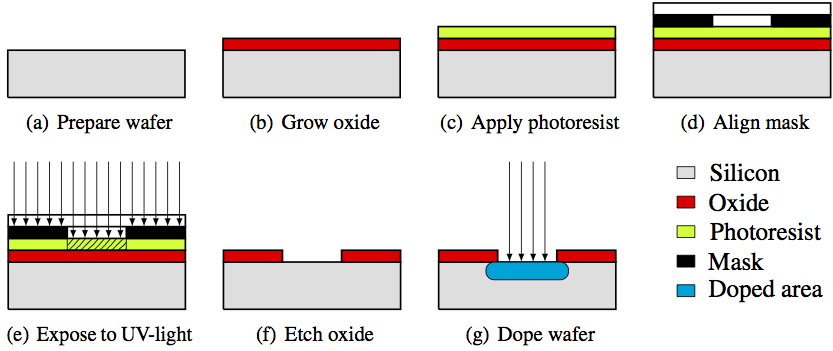 (a) Prepare wafer
(b) Grow oxide
(c) Apply photoresist
(d) Align mask
(e) Expose to UV-light
(f) Etch oxide
(g) Dope wafer
Silicon
Oxide
Photoresist
Mask
Doped area